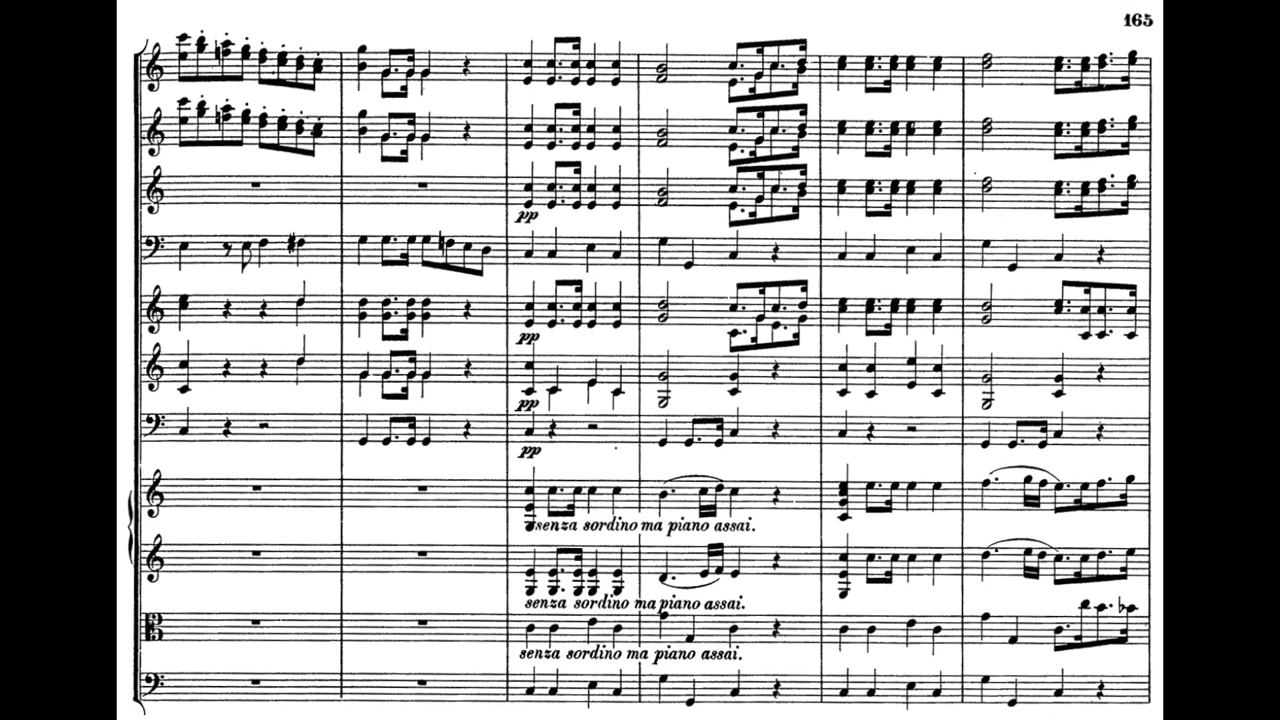 165
pp
pp
pp
pp
senza sordino ma piano assai.
senza sordino ma piano assai.
senza sordino ma piano assai.